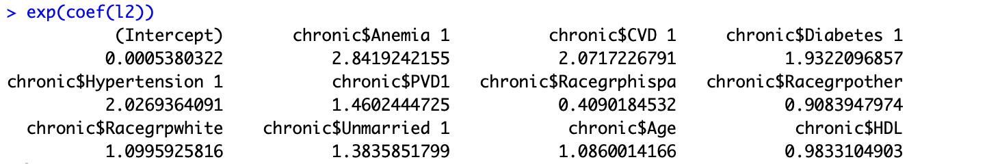 > exp(coef(l2))
(Intercept) chronic$Anemia 1 chronic$CVD 1 chronic$Diabetes 1
0.0005380322 2.8419242155 2.0717226791 1.9322096857
chronic$Hypertension 1 chronic$PVD1 chronic$Racegrphispa chronic$Racegrpother
2.0269364091 1.4602444725 0.4090184532 0.9083947974
chronic$Racegrpwhite chronic$Unmarried 1 chronic$Age chronic$HDL
1.0995925816 1.3835851799 1.0860014166 0.9833104903